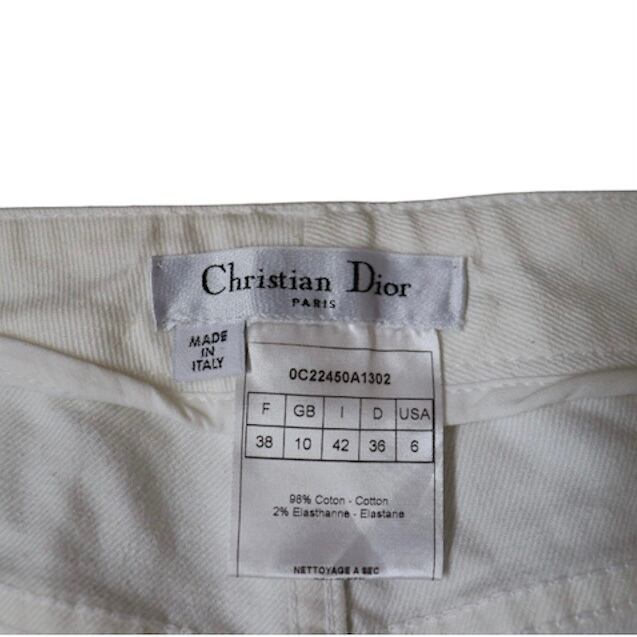 Christian Dior
PARIS
MADE
IN
ITALY
0C22450A1302
F GB I D USA
38 10 42 36 6
98% Coton - Cotton
2% Elasthanne - Elastane
NETTOYAGE A SEC